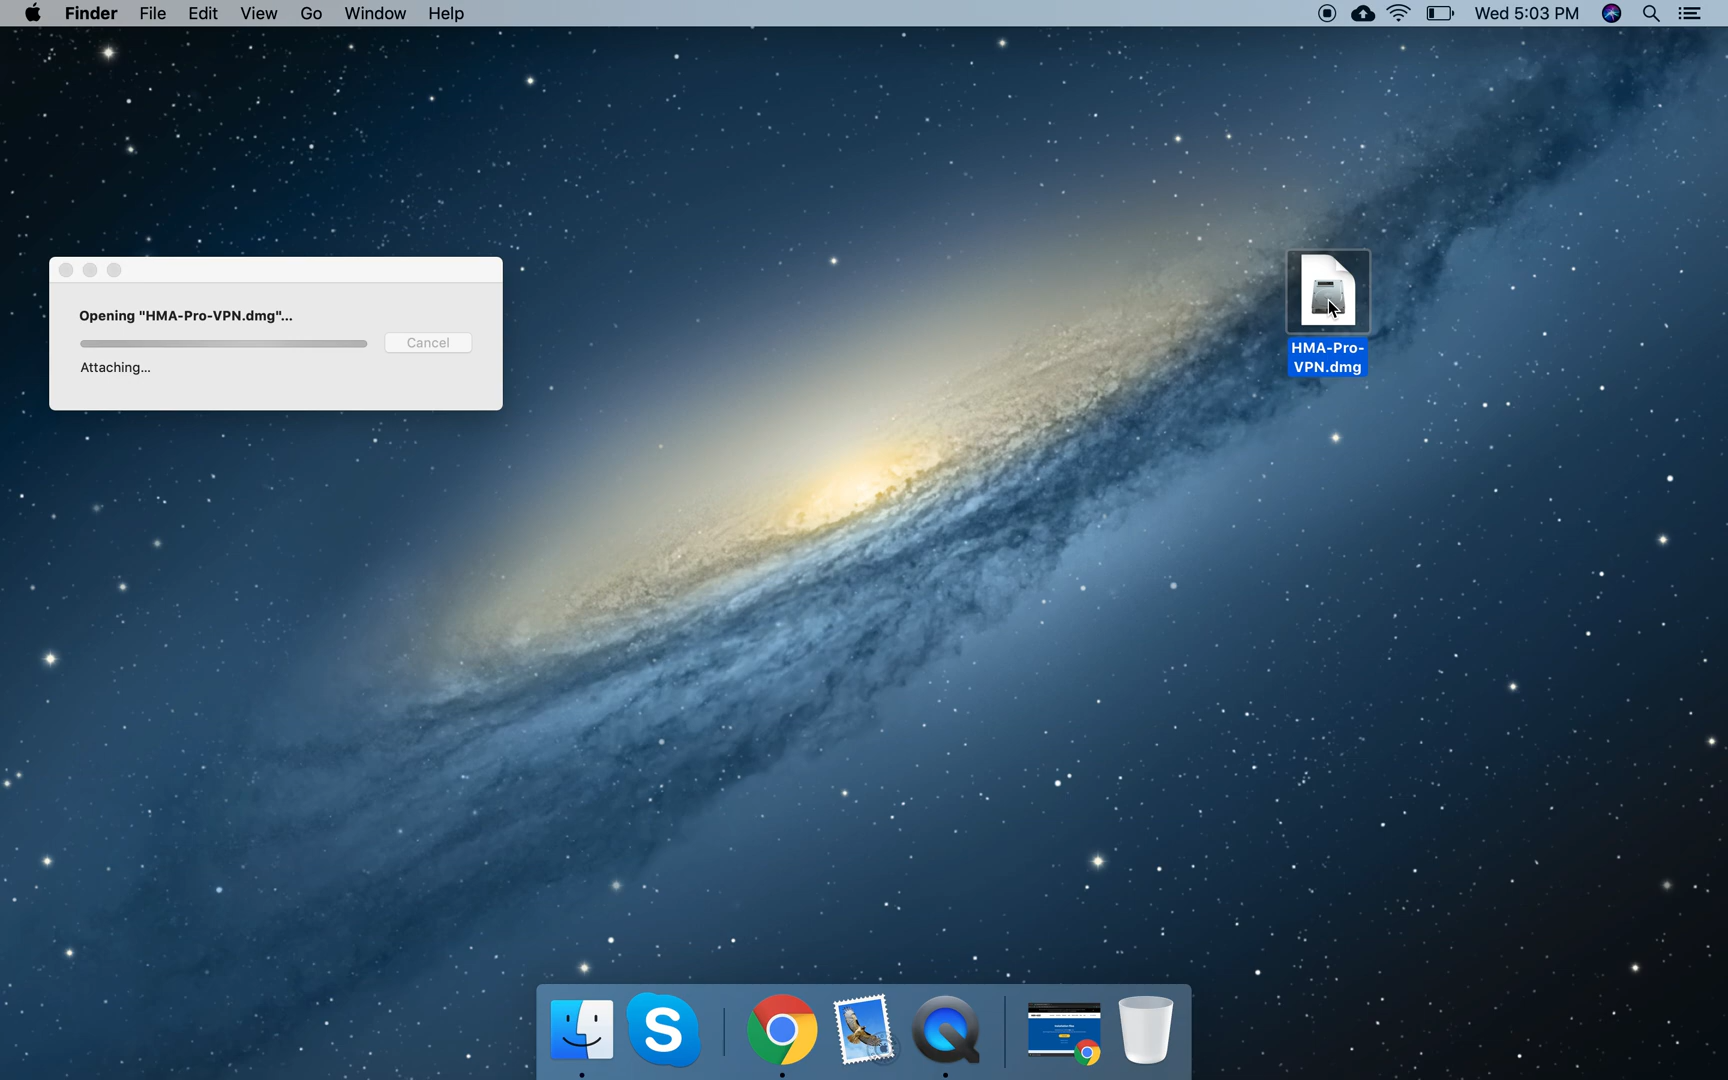 Finder File Edit View Go Window Help Wed 5:03 PM
Opening "HMA-Pro-VPN.dmg"...
Cancel
Attaching...
HMA-Pro-
VPN.dmg